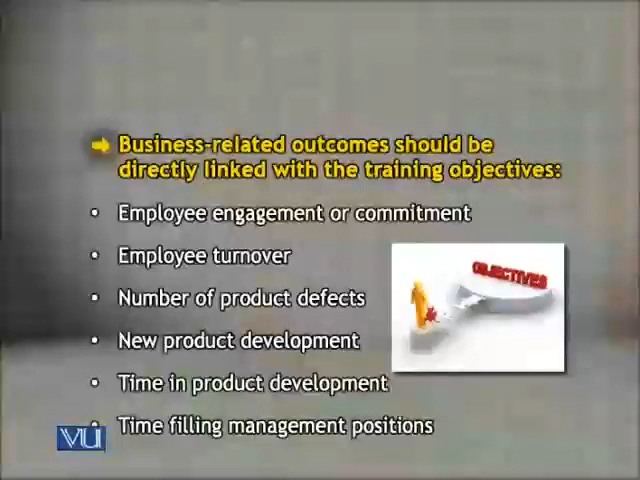 Business-related outcomes should be
directly linked with the training objectives:
• Employee engagement or commitment
• Employee turnover
OBJECTIVES
• Number of product defects
• New product development
• Time in product development
• Time filling management positions
VU